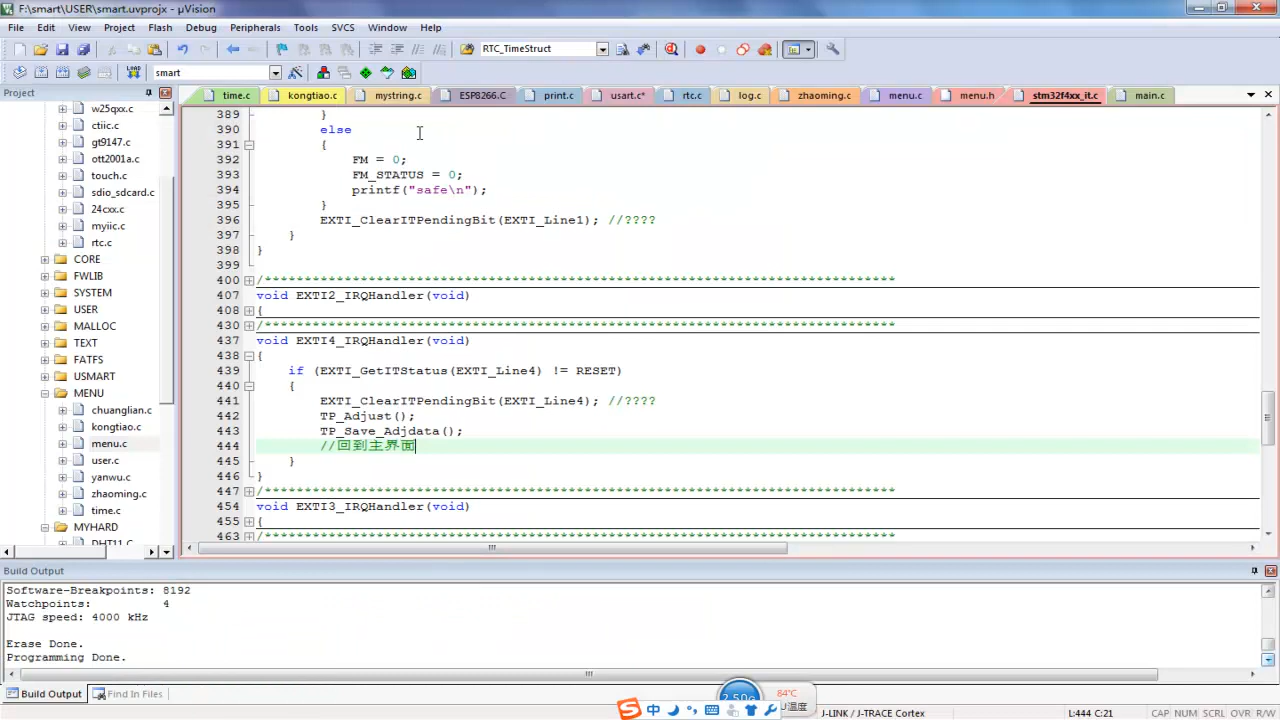 F:\smart\USER\smart.uvprojx - µVision
File Edit View Project Flash Debug Peripherals Tools SVCS Window Help
RTC_TimeStruct
LOAD smart
Project
time.c kongtiao.c mystring.c ESP8266.C print.c usart.c* rtc.c log.c zhaoming.c menu.c menu.h stm32f4xx_it.c main.c
w25qxx.c
ctiic.c
gt9147.c
ott2001a.c
touch.c
sdio_sdcard.c
24cxx.c
myiic.c
rtc.c
CORE
FWLIB
SYSTEM
USER
MALLOC
TEXT
FATFS
USMART
MENU
chuanglian.c
kongtiao.c
menu.c
user.c
yanwu.c
zhaoming.c
time.c
MYHARD
DHT11.C
389 }
390 else
391 {
392 FM = 0;
393 FM_STATUS = 0;
394 printf("safe\n");
395 }
396 EXTI_ClearITPendingBit(EXTI_Line1); //????
397 }
398 }
399
400 /*******************************************************************************
407 void EXTI2_IRQHandler(void)
408 {
430 /*******************************************************************************
437 void EXTI4_IRQHandler(void)
438 {
439 if (EXTI_GetITStatus(EXTI_Line4) != RESET)
440 {
441 EXTI_ClearITPendingBit(EXTI_Line4); //????
442 TP_Adjust();
443 TP_Save_Adjdata();
444 //回到主界面
445 }
446 }
447 /*******************************************************************************
454 void EXTI3_IRQHandler(void)
455 {
463 /*******************************************************************************
Build Output
Software-Breakpoints: 8192
Watchpoints: 4
JTAG speed: 4000 kHz
Erase Done.
Programming Done.
Build Output Find In Files
84°C
温度
中
J-LINK / J-TRACE Cortex L:444 C:21 CAP NUM SCRL OVR R/W